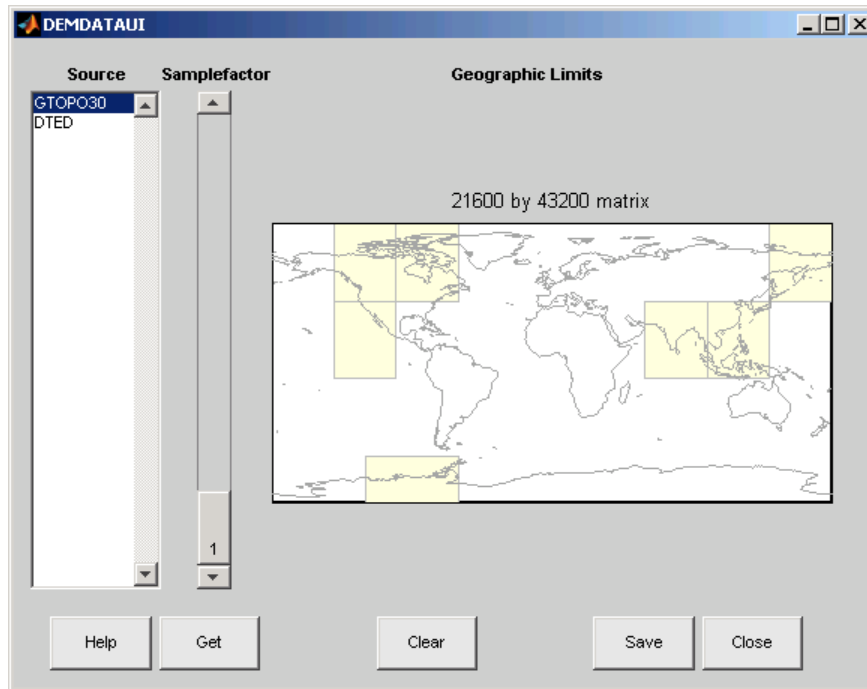 DEMDATAUI
Source Samplefactor Geographic Limits
GTOPO30
DTED
21600 by 43200 matrix
1
Help Get Clear Save Close